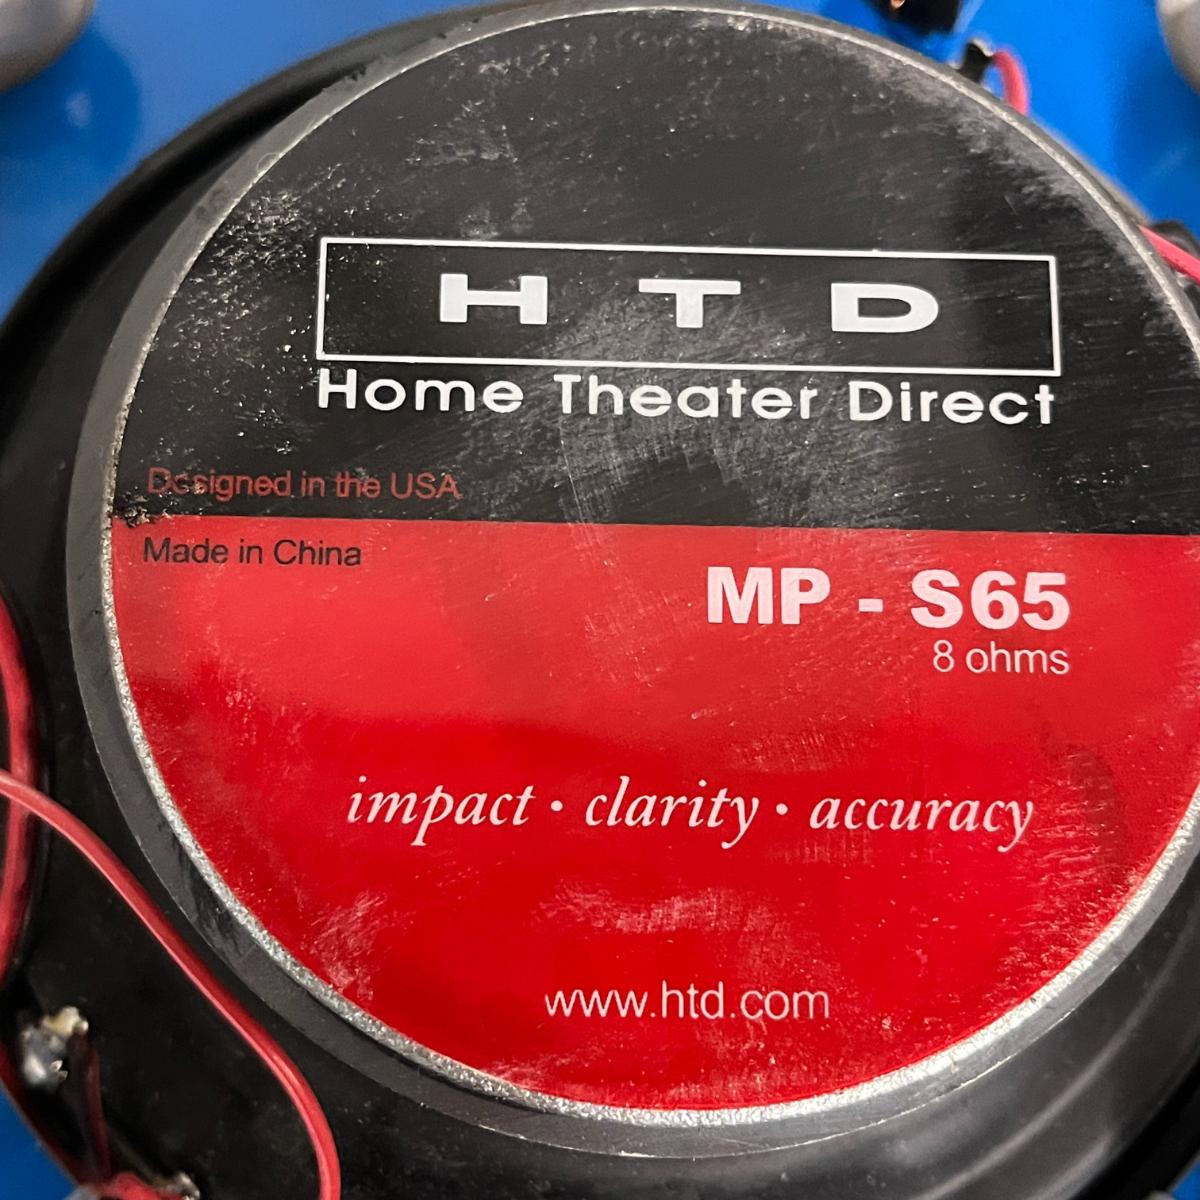 HTD
Home Theater Direct
Designed in the USA
Made in China
MP - S65
8 ohms
impact • clarity • accuracy
www.htd.com